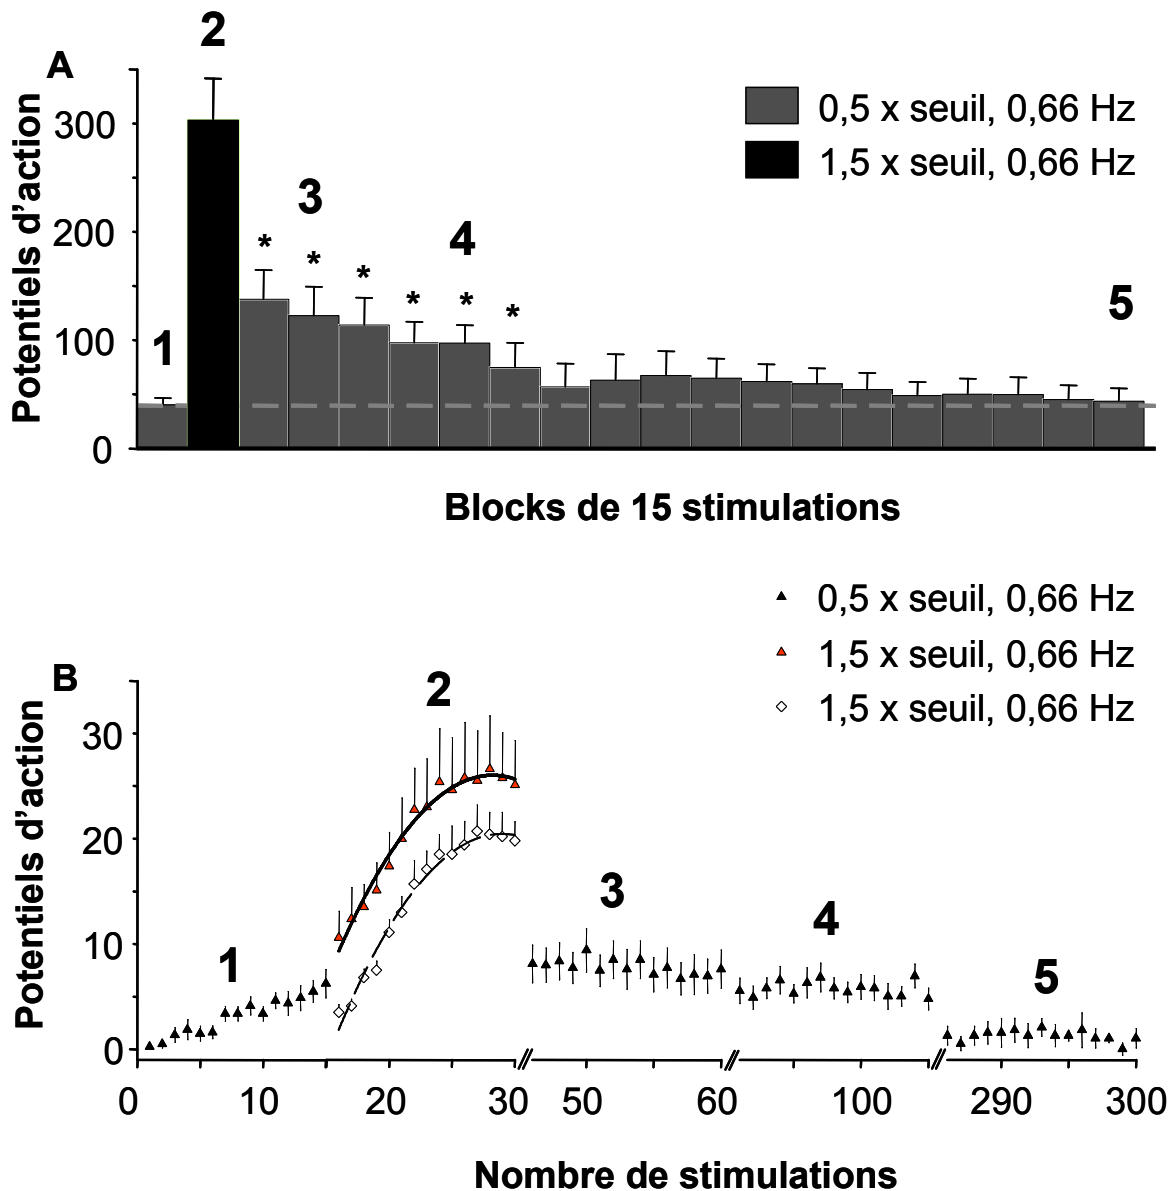 A
2
0,5 x seuil, 0,66 Hz
1,5 x seuil, 0,66 Hz
Potentiels d'action
300
200
100
0
1
3
4
5
* * * * * *
Blocks de 15 stimulations
B
0,5 x seuil, 0,66 Hz
1,5 x seuil, 0,66 Hz
1,5 x seuil, 0,66 Hz
Potentiels d'action
30
20
10
0
1
2
3
4
5
0 10 20 30 50 60 100 290 300
Nombre de stimulations